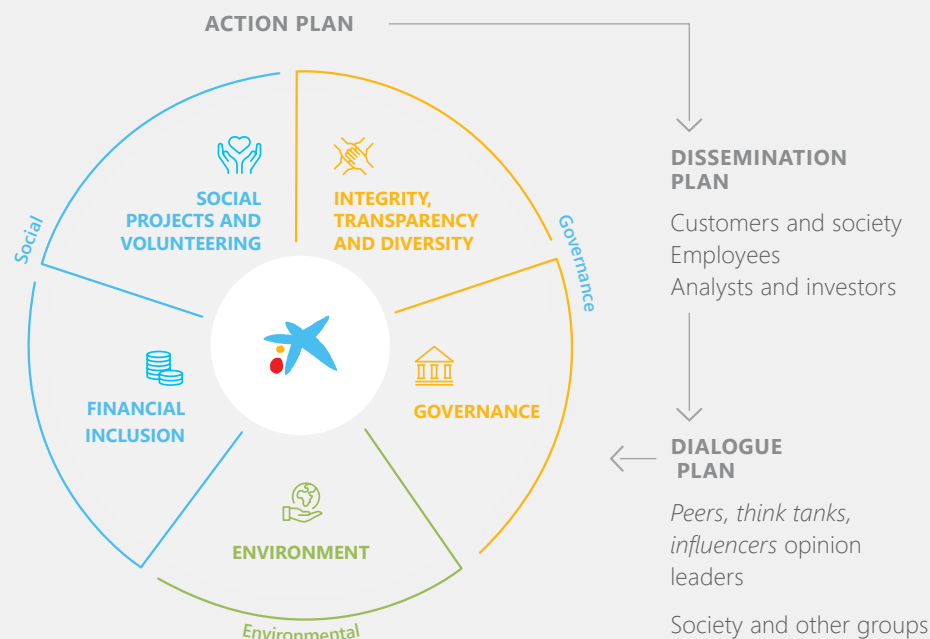 ACTION PLAN
SOCIAL
PROJECTS AND
VOLUNTEERING
INTEGRITY,
TRANSPARENCY
AND DIVERSITY
Social
Governance
FINANCIAL
INCLUSION
GOVERNANCE
ENVIRONMENT
Environmental
DISSEMINATION
PLAN
Customers and society
Employees
Analysts and investors
DIALOGUE
PLAN
Peers, think tanks,
influencers opinion
leaders
Society and other groups